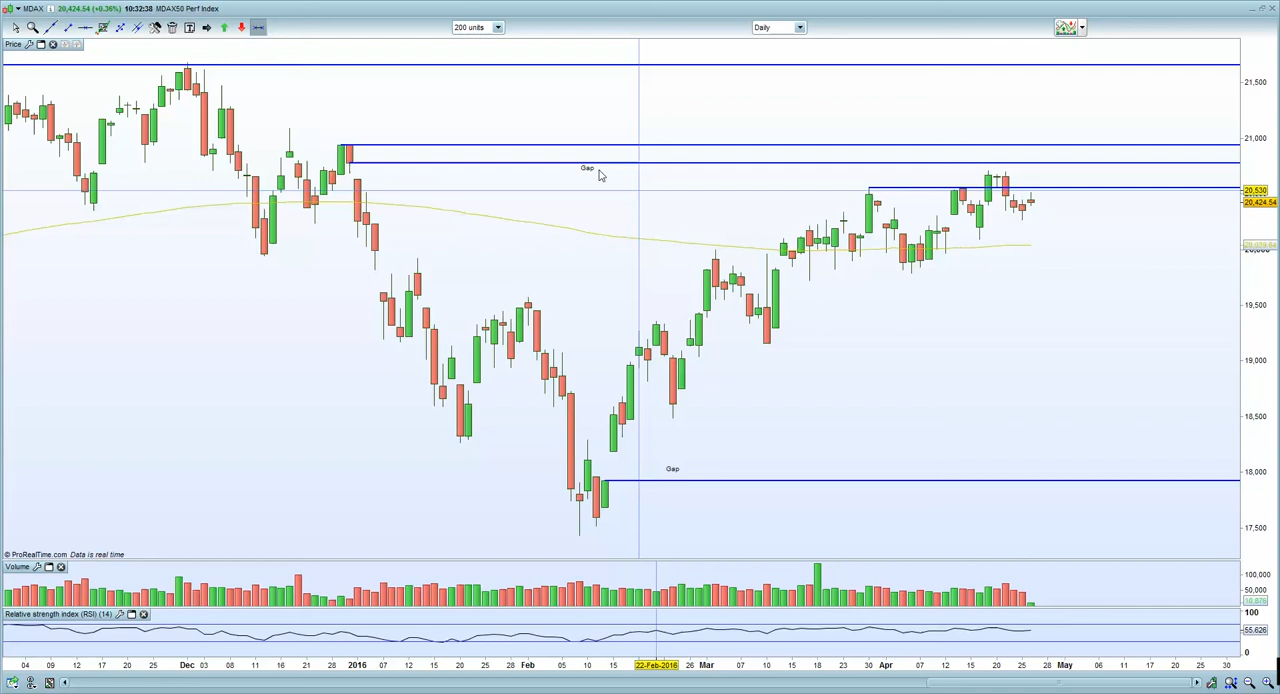 MDAX 20,424.54 (+0.36%) 10:32:38 MDAX50 Perf Index
200 units Daily
Price
21,500
21,000
Gap
20,530
20,424.54
20,000
19,500
19,000
18,500
Gap
18,000
17,500
© ProRealTime.com Data is real time
Volume
100,000
50,000
Relative strength index (RSI) (14)
100
55.626
0
04 09 12 17 20 25 Dec 03 08 11 16 21 28 2016 07 12 15 20 25 Feb 05 10 15 22-Feb-2016 26 Mar 07 10 15 18 23 30 Apr 07 12 15 20 25 28 May 06 11 17 20 25 30